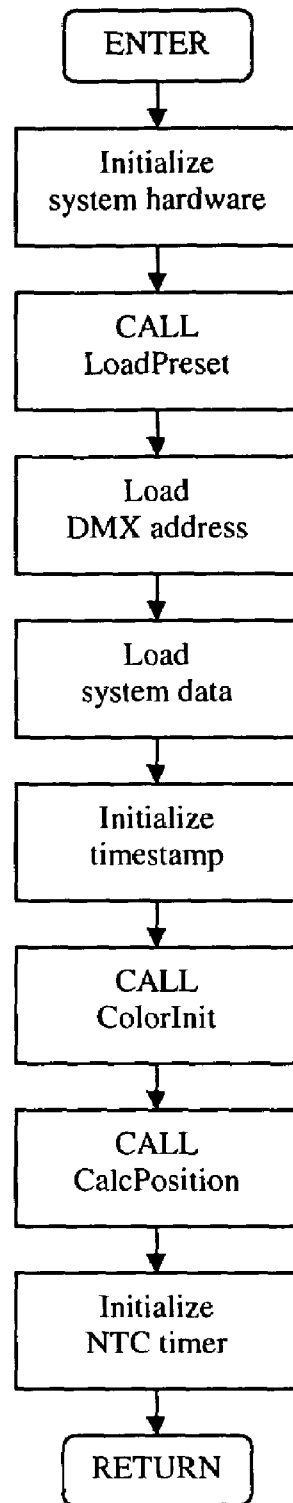 ENTER
Initialize
system hardware
CALL
LoadPreset
Load
DMX address
Load
system data
Initialize
timestamp
CALL
ColorInit
CALL
CalcPosition
Initialize
NTC timer
RETURN